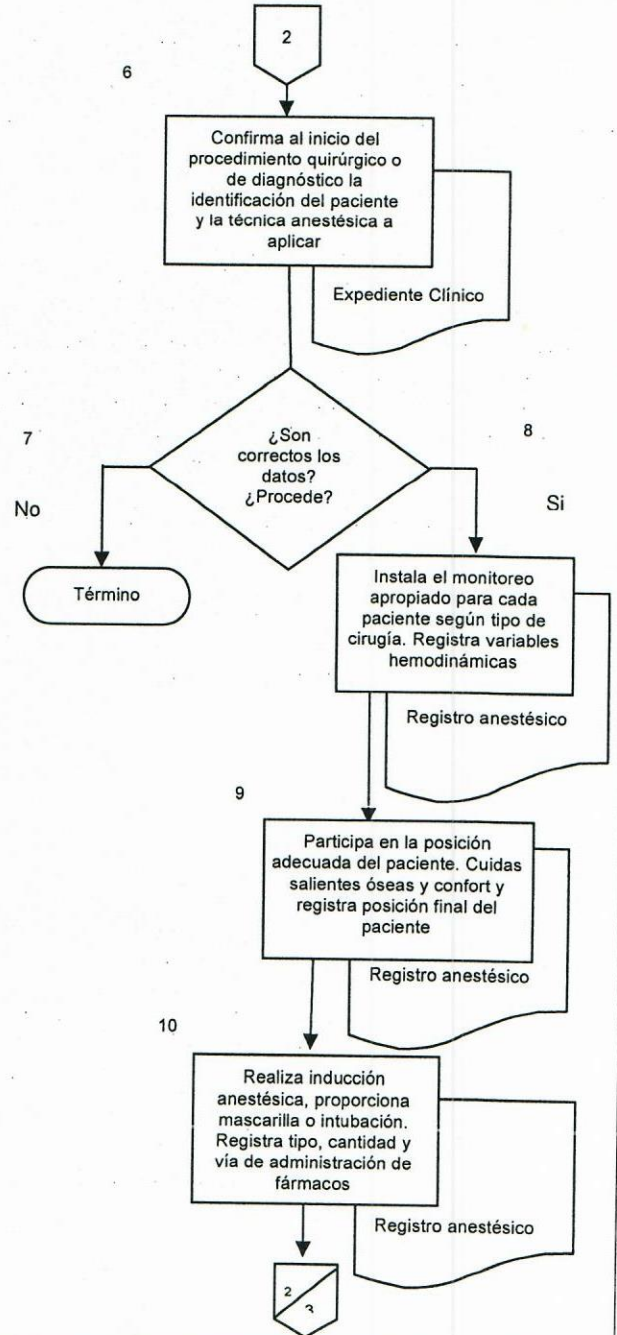 2
6
Confirma al inicio del
procedimiento quirúrgico o
de diagnóstico la
identificación del paciente
y la técnica anestésica a
aplicar
Expediente Clínico
7
¿Son
correctos los
datos?
¿Procede?
8
No
Si
Término
Instala el monitoreo
apropiado para cada
paciente según tipo de
cirugía. Registra variables
hemodinámicas
Registro anestésico
9
Participa en la posición
adecuada del paciente. Cuidas
salientes óseas y confort y
registra posición final del
paciente
Registro anestésico
10
Realiza inducción
anestésica, proporciona
mascarilla o intubación.
Registra tipo, cantidad y
vía de administración de
fármacos
Registro anestésico
2
3